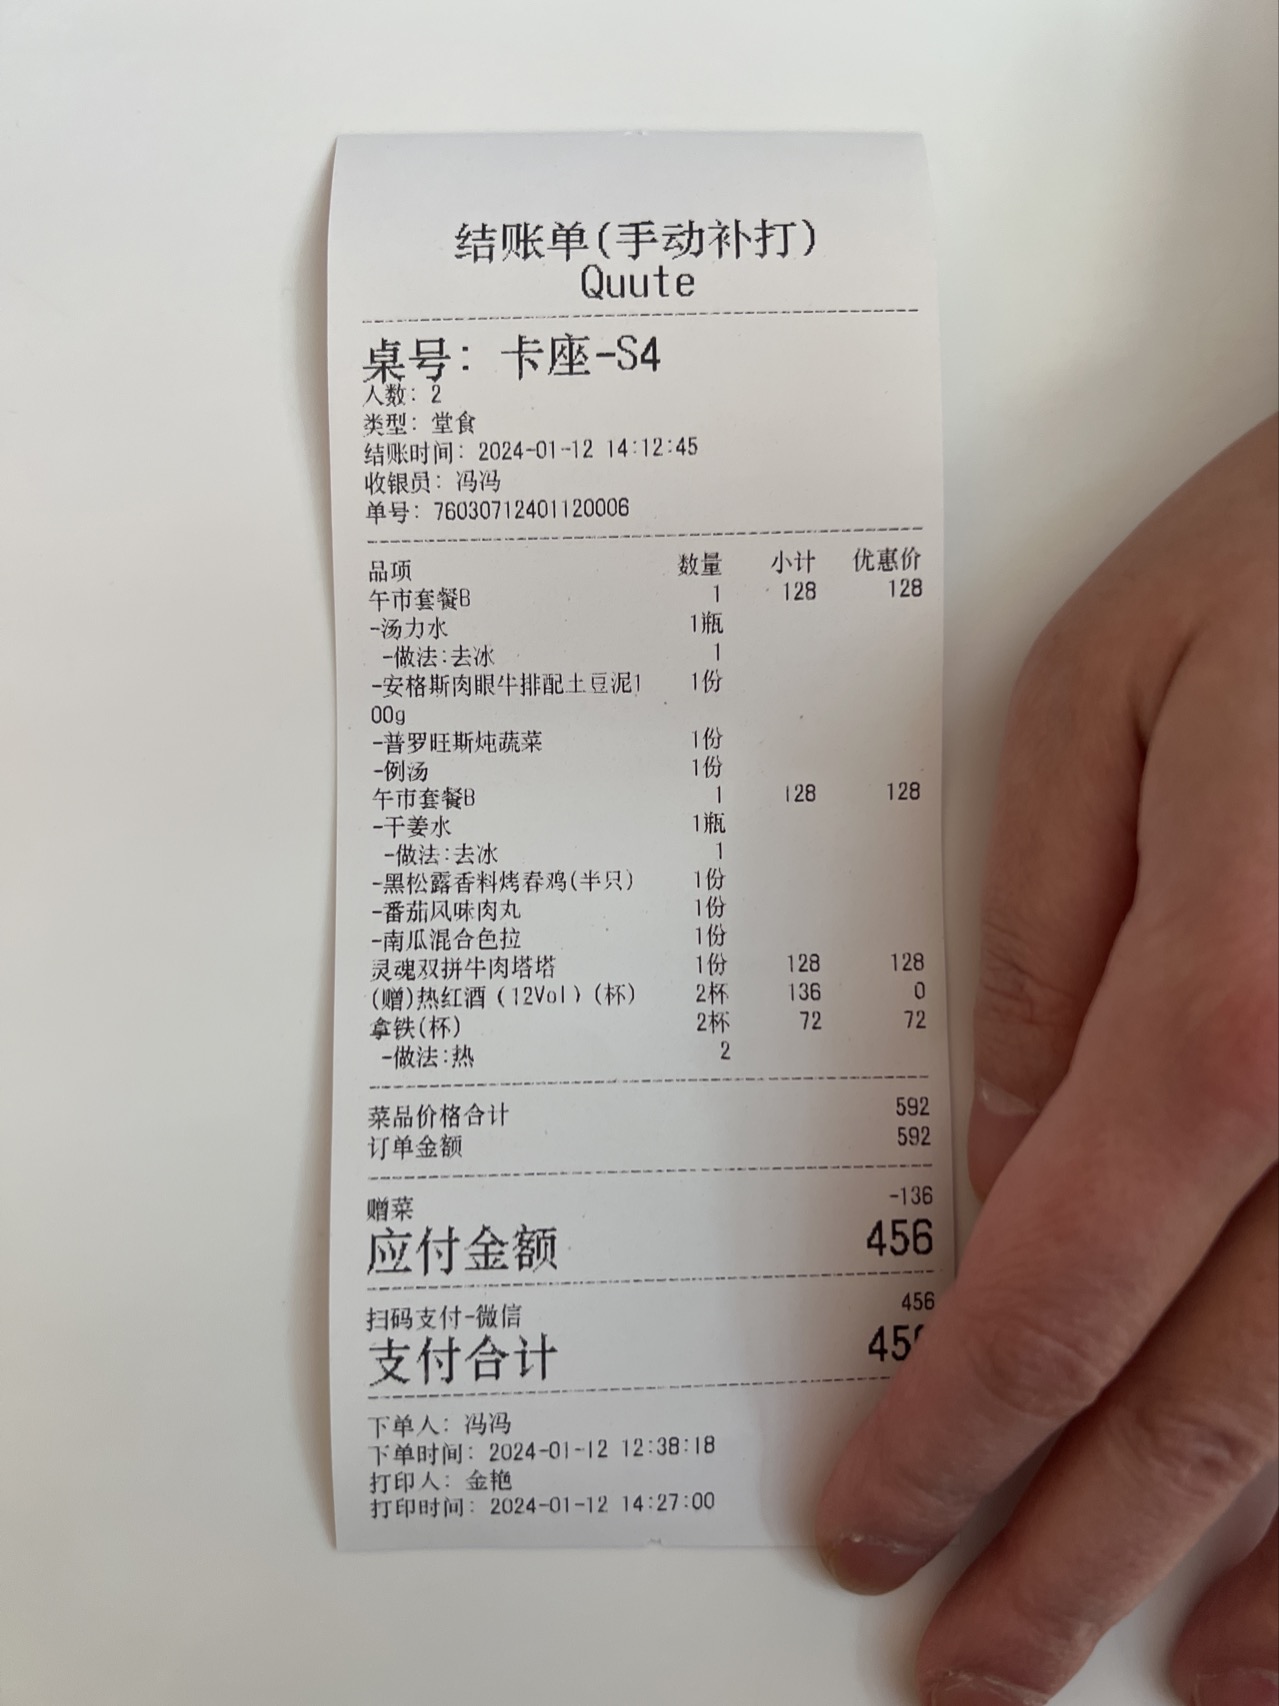 结账单(手动补打)
Quute
桌号: 卡座-S4
人数: 2
类型: 堂食
结账时间: 2024-01-12 14:12:45
收银员: 冯冯
单号: 76030712401120006
品项 数量 小计 优惠价
午市套餐B 1 128 128
-汤力水 1瓶
-做法:去冰 1
-安格斯肉眼牛排配土豆泥1 1份
00g
-普罗旺斯炖蔬菜 1份
-例汤 1份
午市套餐B 1 128 128
-干姜水 1瓶
-做法:去冰 1
-黑松露香料烤春鸡(半只) 1份
-番茄风味肉丸 1份
-南瓜混合色拉 1份
灵魂双拼牛肉塔塔 1份 128 128
(赠)热红酒（12Vol）(杯) 2杯 136 0
拿铁(杯) 2杯 72 72
-做法:热 2
菜品价格合计 592
订单金额 592
赠菜 -136
应付金额 456
扫码支付-微信 456
支付合计
下单人: 冯冯
下单时间: 2024-01-12 12:38:18
打印人: 金艳
打印时间: 2024-01-12 14:27:00